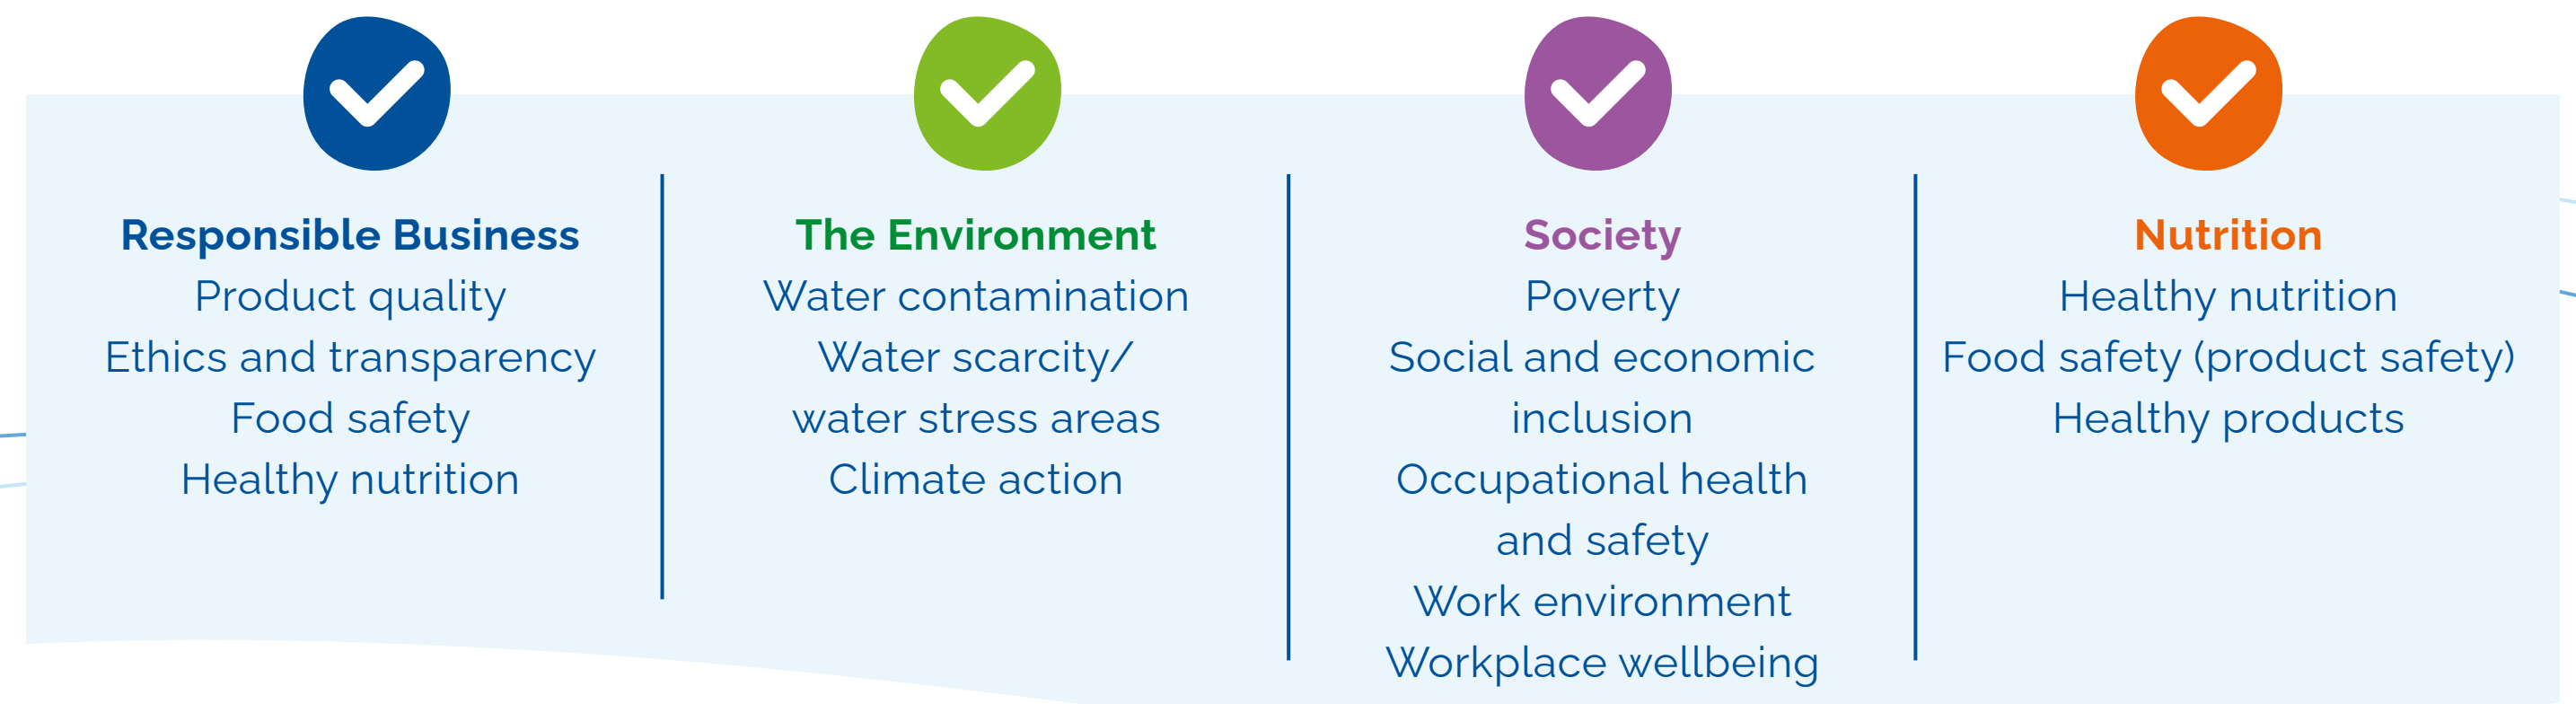 Responsible Business
Product quality
Ethics and transparency
Food safety
Healthy nutrition
The Environment
Water contamination
Water scarcity/
water stress areas
Climate action
Society
Poverty
Social and economic
inclusion
Occupational health
and safety
Work environment
Workplace wellbeing
Nutrition
Healthy nutrition
Food safety (product safety)
Healthy products